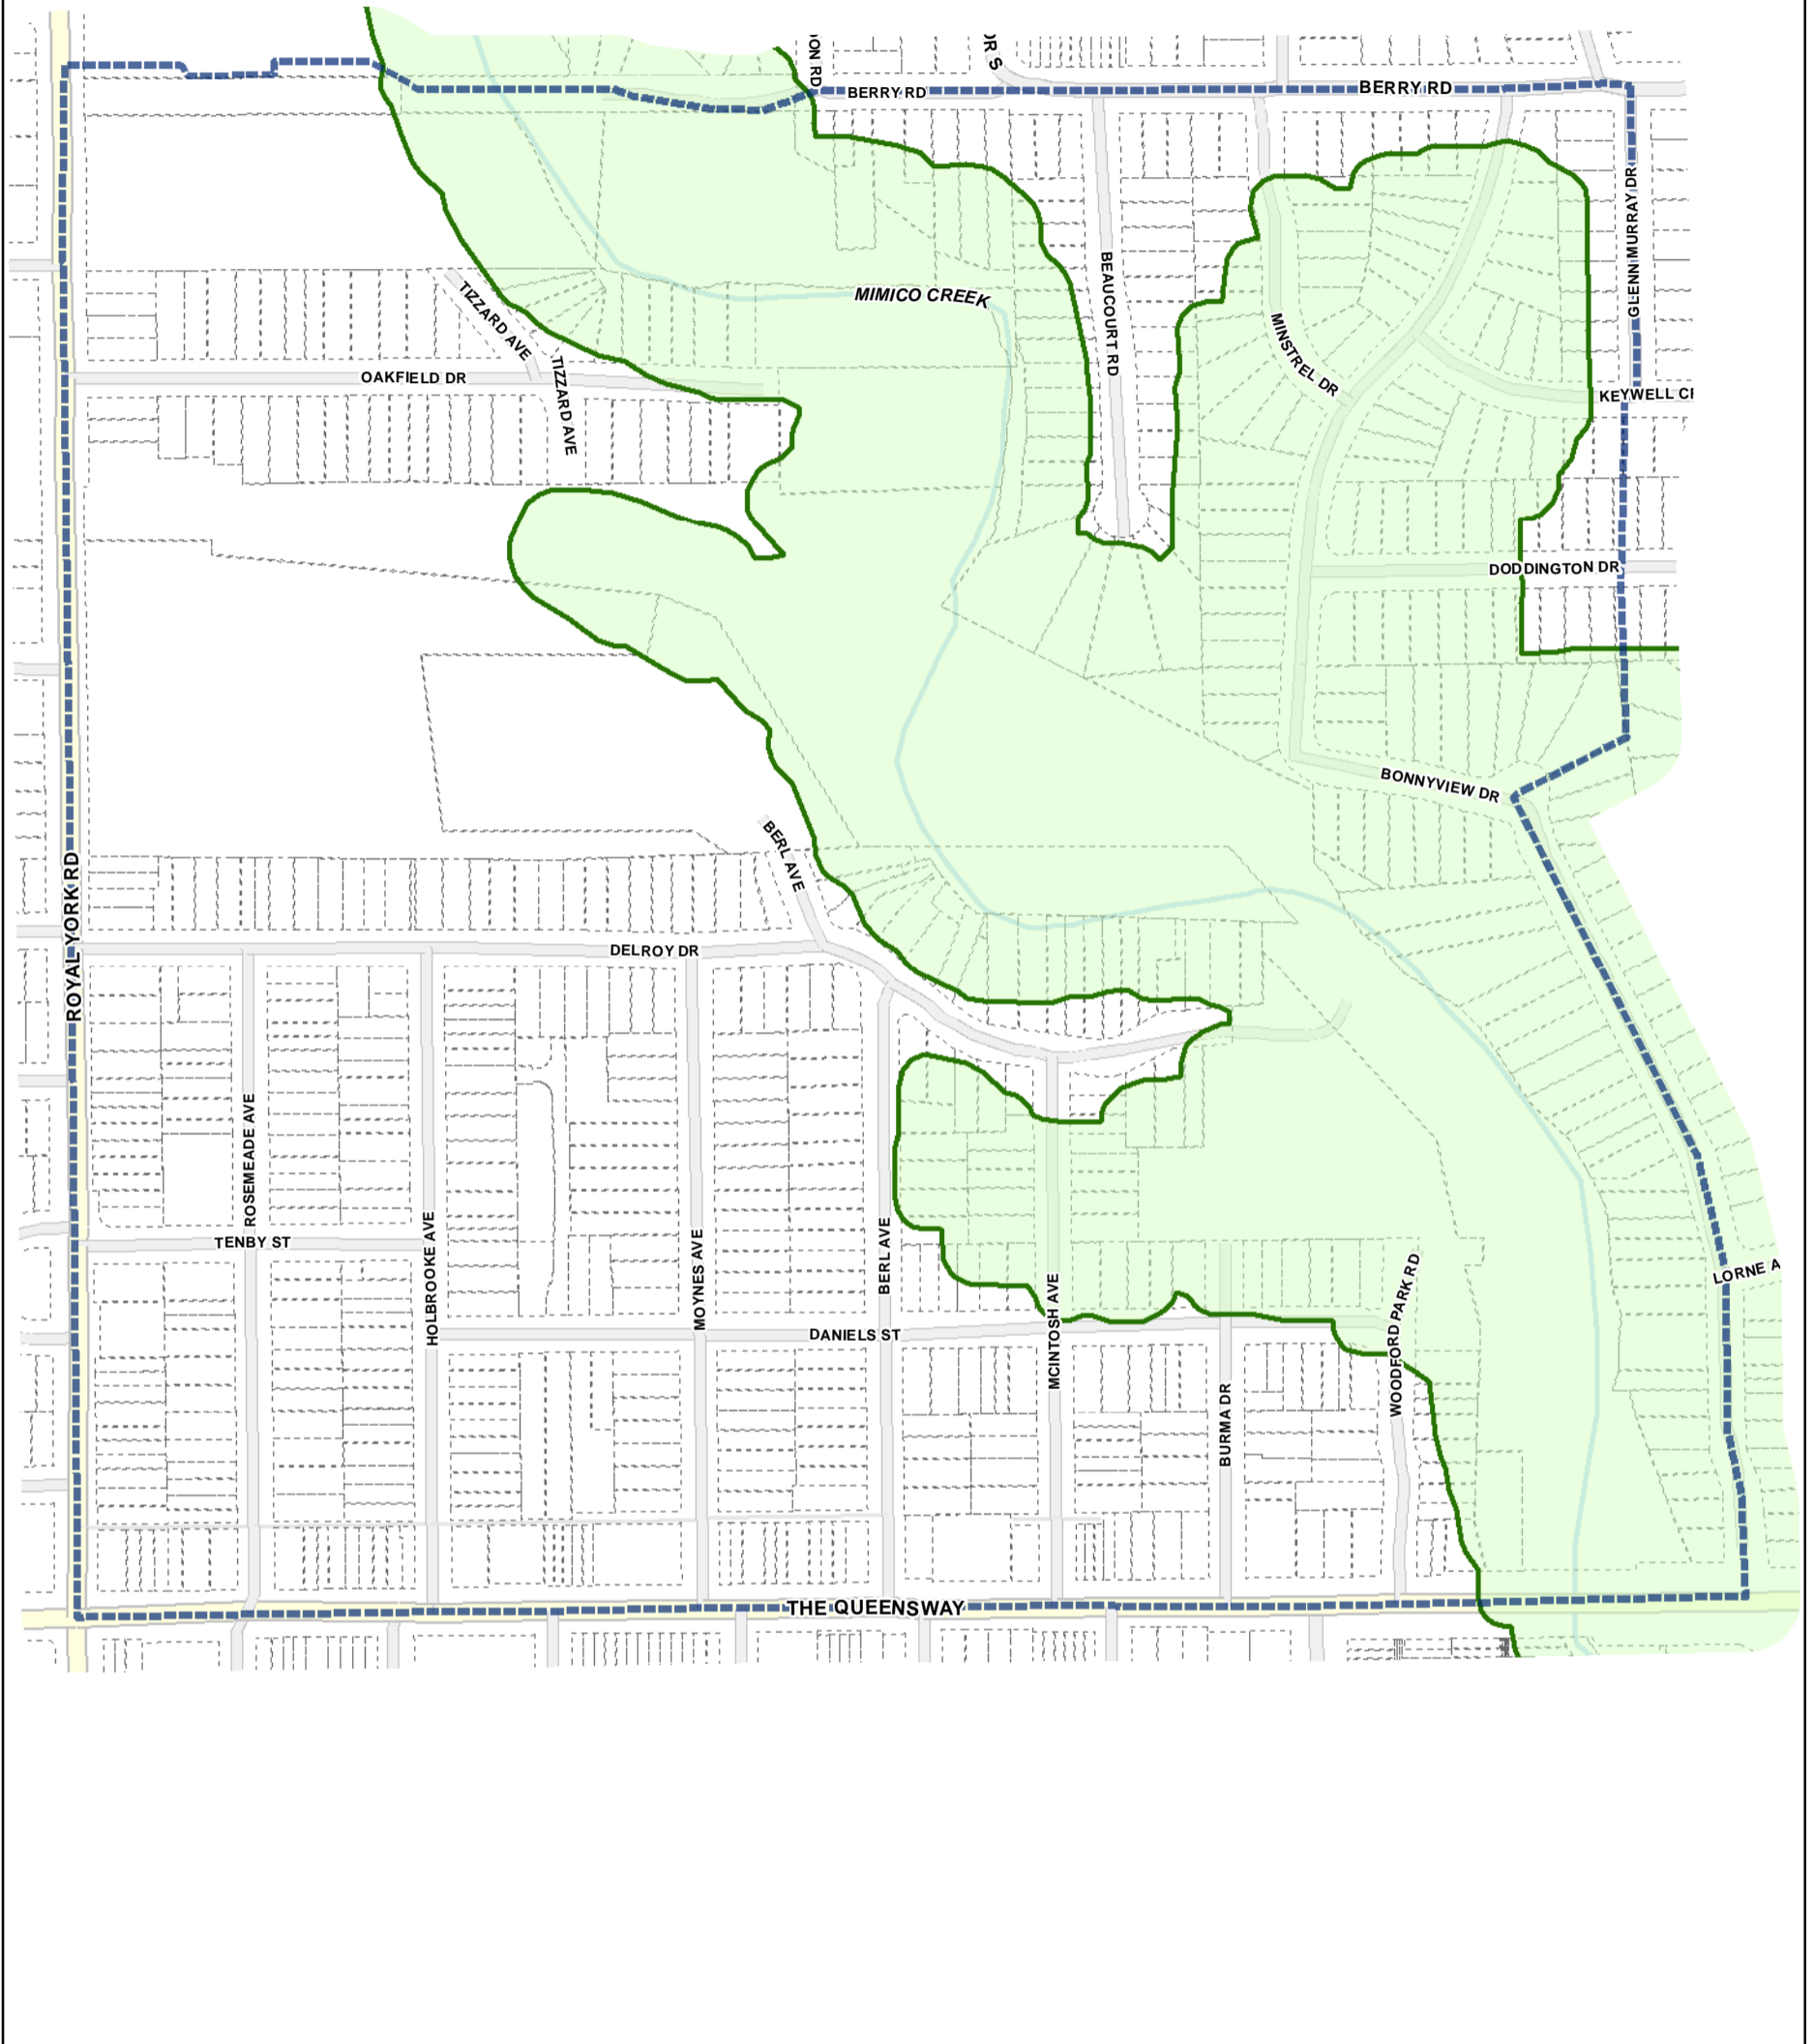 ON RD
DR S
BERRY RD
BERRY RD
GLENN MURRAY DR
MIMICO CREEK
BEAUCOURT RD
TIZZARD AVE
MINSTREL DR
OAKFIELD DR
TIZZARD AVE
KEYWELL CI
DODDINGTON DR
BONNYVIEW DR
BERL AVE
ROYAL YORK RD
DELROY DR
ROSEMEADE AVE
TENBY ST
HOLBROOKE AVE
MOYNES AVE
BERL AVE
LORNE A
MCINTOSH AVE
WOODFORD PARK RD
DANIELS ST
BURMA DR
THE QUEENSWAY